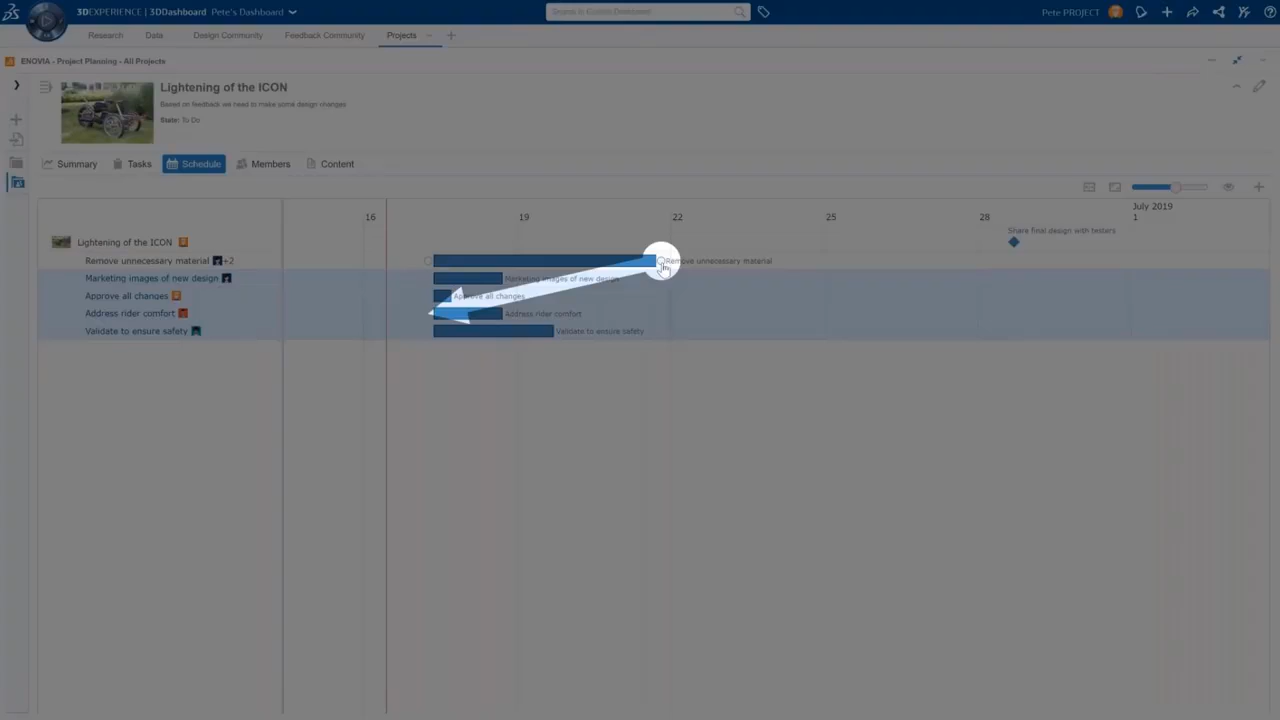 3DEXPERIENCE | 3DDashboard Pete's Dashboard
Pete PROJECT
Research Data Design Community Feedback Community Projects
ENOVIA - Project Planning - All Projects
Lightening of the ICON
Based on feedback we need to make some design changes
State: To Do
Summary Tasks Schedule Members Content
July 2019
16 19 22 25 28 1
Share final design with testers
Lightening of the ICON
Remove unnecessary material +2 Remove unnecessary material
Marketing images of new design Marketing images of new design
Approve all changes Approve all changes
Address rider comfort Address rider comfort
Validate to ensure safety Validate to ensure safety